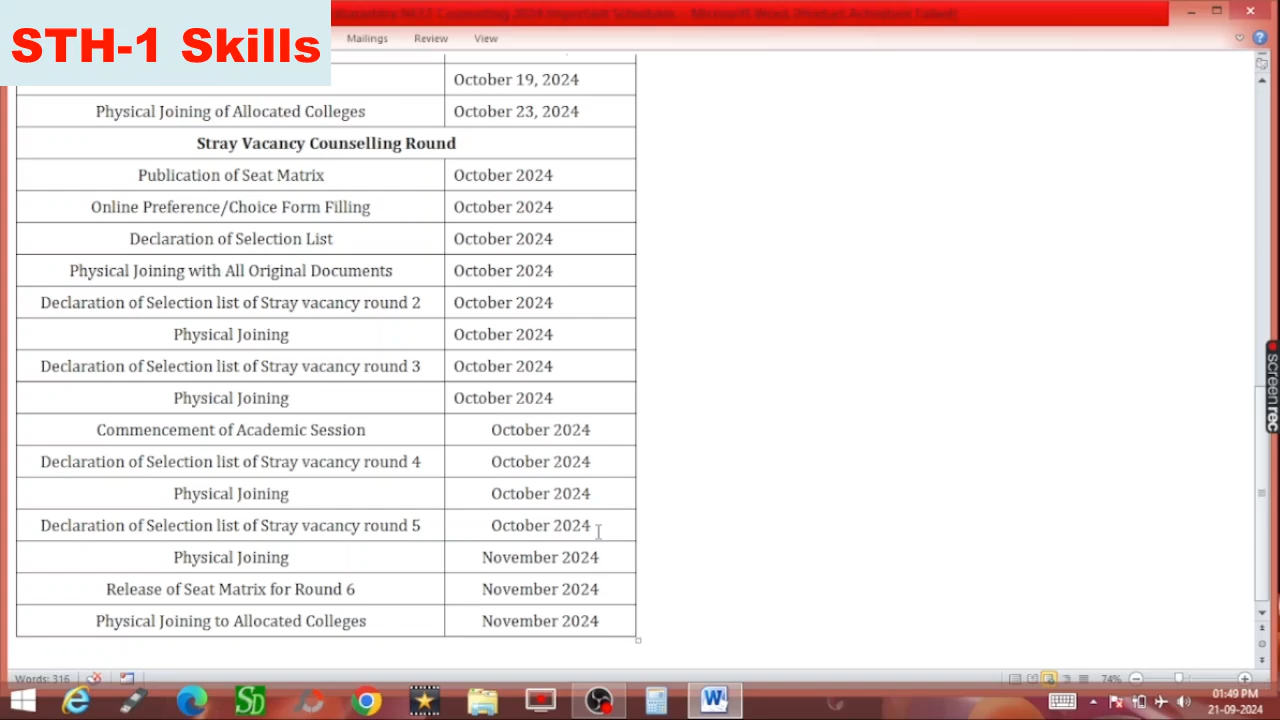 STH-1 Skills
Mailings Review View
October 19, 2024
Physical Joining of Allocated Colleges October 23, 2024
Stray Vacancy Counselling Round
Publication of Seat Matrix October 2024
Online Preference/Choice Form Filling October 2024
Declaration of Selection List October 2024
Physical Joining with All Original Documents October 2024
Declaration of Selection list of Stray vacancy round 2 October 2024
Physical Joining October 2024
Declaration of Selection list of Stray vacancy round 3 October 2024
Physical Joining October 2024
Commencement of Academic Session October 2024
Declaration of Selection list of Stray vacancy round 4 October 2024
Physical Joining October 2024
Declaration of Selection list of Stray vacancy round 5 October 2024
Physical Joining November 2024
Release of Seat Matrix for Round 6 November 2024
Physical Joining to Allocated Colleges November 2024
screenrec
Words: 316 74%
01:49 PM
21-09-2024